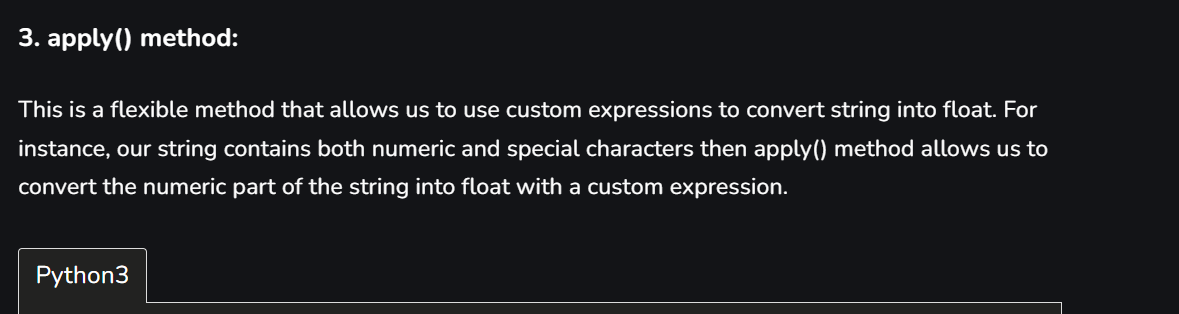 3. apply() method:
This is a flexible method that allows us to use custom expressions to convert string into float. For
instance, our string contains both numeric and special characters then apply() method allows us to
convert the numeric part of the string into float with a custom expression.
Python3